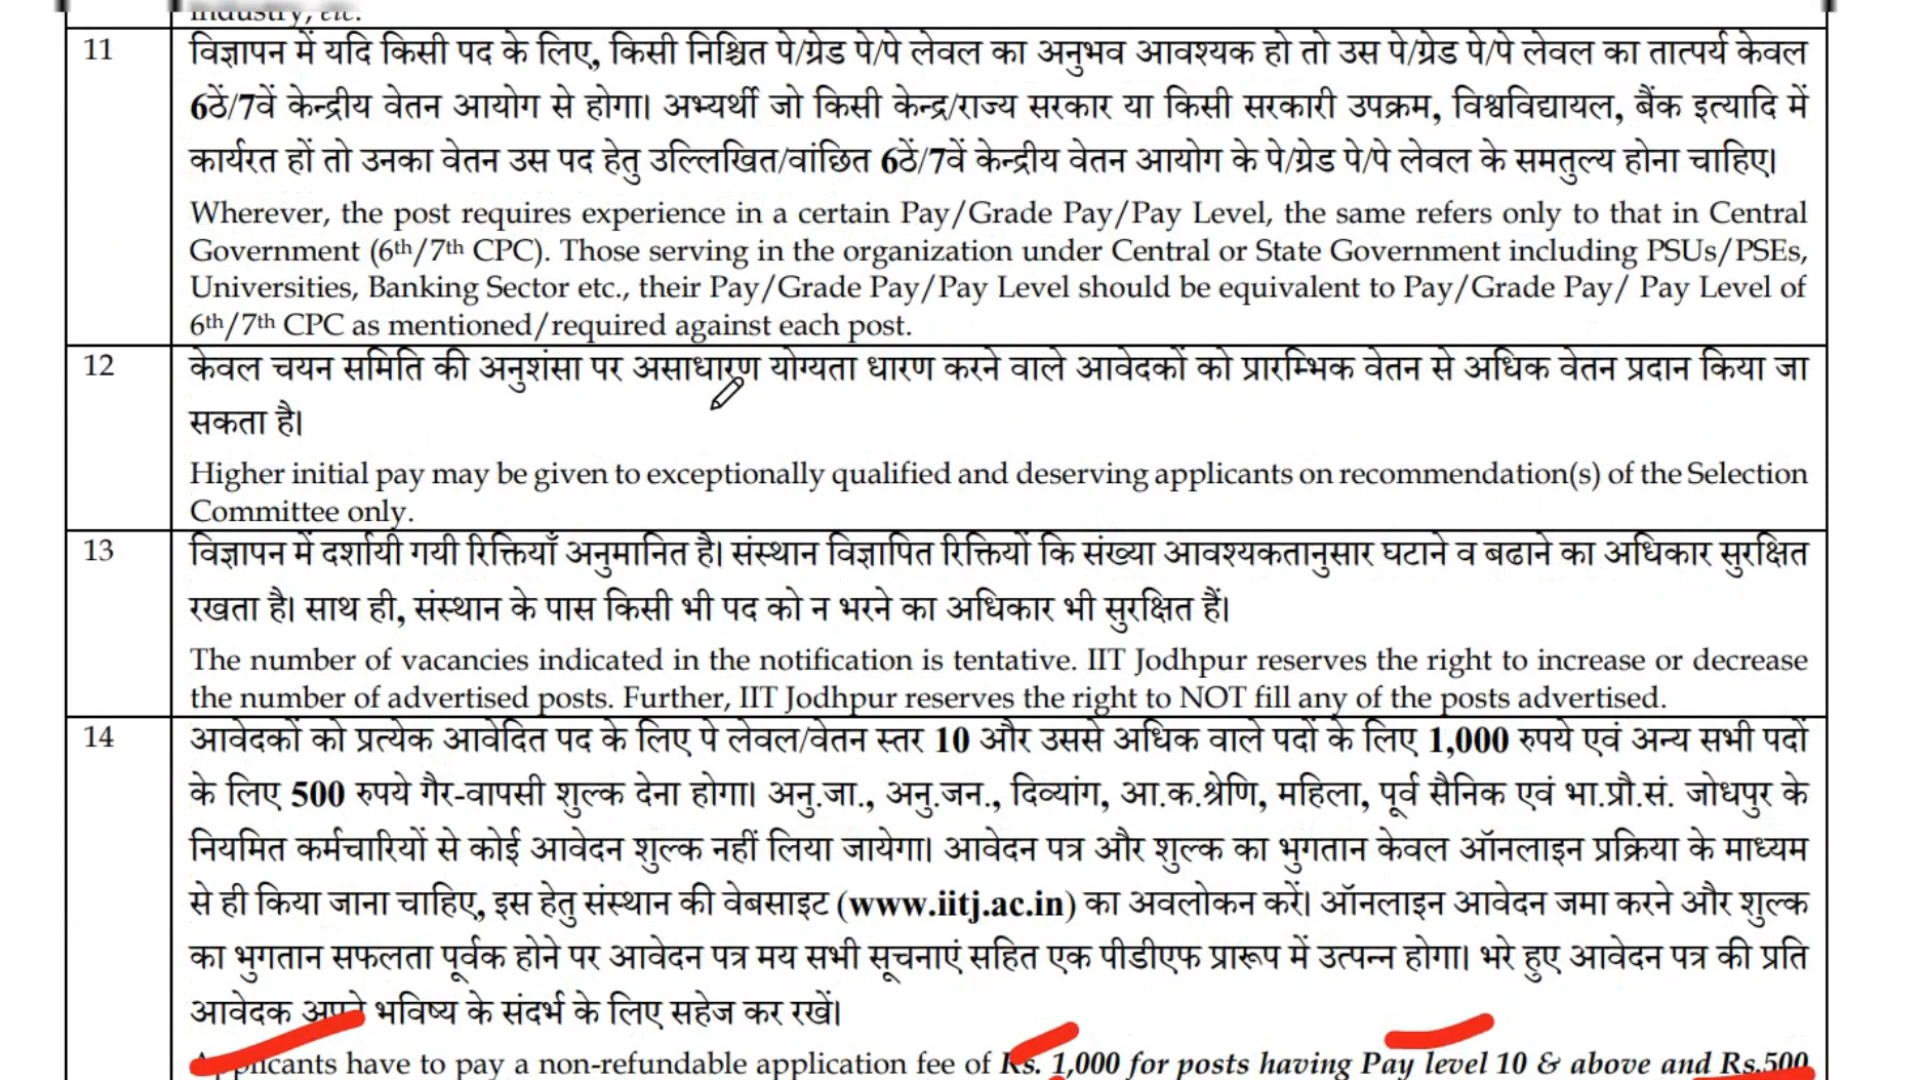 industry, etc.
11
विज्ञापन में यदि किसी पद के लिए, किसी निश्चित पे/ग्रेड पे/पे लेवल का अनुभव आवश्यक हो तो उस पे/ग्रेड पे/पे लेवल का तात्पर्य केवल
6ठें/7वें केन्द्रीय वेतन आयोग से होगा। अभ्यर्थी जो किसी केन्द्र/राज्य सरकार या किसी सरकारी उपक्रम, विश्वविद्यायल, बैंक इत्यादि में
कार्यरत हों तो उनका वेतन उस पद हेतु उल्लिखित/वांछित 6ठें/7वें केन्द्रीय वेतन आयोग के पे/ग्रेड पे/पे लेवल के समतुल्य होना चाहिए।
Wherever, the post requires experience in a certain Pay/Grade Pay/Pay Level, the same refers only to that in Central
Government (6th/7th CPC). Those serving in the organization under Central or State Government including PSUs/PSEs,
Universities, Banking Sector etc., their Pay/Grade Pay/Pay Level should be equivalent to Pay/Grade Pay/ Pay Level of
6th/7th CPC as mentioned/required against each post.
12
केवल चयन समिति की अनुशंसा पर असाधारण योग्यता धारण करने वाले आवेदकों को प्रारम्भिक वेतन से अधिक वेतन प्रदान किया जा
सकता है।
Higher initial pay may be given to exceptionally qualified and deserving applicants on recommendation(s) of the Selection
Committee only.
13
विज्ञापन में दर्शायी गयी रिक्तियाँ अनुमानित है। संस्थान विज्ञापित रिक्तियों कि संख्या आवश्यकतानुसार घटाने व बढाने का अधिकार सुरक्षित
रखता है। साथ ही, संस्थान के पास किसी भी पद को न भरने का अधिकार भी सुरक्षित हैं।
The number of vacancies indicated in the notification is tentative. IIT Jodhpur reserves the right to increase or decrease
the number of advertised posts. Further, IIT Jodhpur reserves the right to NOT fill any of the posts advertised.
14
आवेदकों को प्रत्येक आवेदित पद के लिए पे लेवल/वेतन स्तर 10 और उससे अधिक वाले पदों के लिए 1,000 रुपये एवं अन्य सभी पदों
के लिए 500 रुपये गैर-वापसी शुल्क देना होगा। अनु.जा., अनु.जन., दिव्यांग, आ.क.श्रेणि, महिला, पूर्व सैनिक एवं भा.प्रौ.सं. जोधपुर के
नियमित कर्मचारियों से कोई आवेदन शुल्क नहीं लिया जायेगा। आवेदन पत्र और शुल्क का भुगतान केवल ऑनलाइन प्रक्रिया के माध्यम
से ही किया जाना चाहिए, इस हेतु संस्थान की वेबसाइट (www.iitj.ac.in) का अवलोकन करें। ऑनलाइन आवेदन जमा करने और शुल्क
का भुगतान सफलता पूर्वक होने पर आवेदन पत्र मय सभी सूचनाएं सहित एक पीडीएफ प्रारूप में उत्पन्न होगा। भरे हुए आवेदन पत्र की प्रति
आवेदक अपने भविष्य के संदर्भ के लिए सहेज कर रखें।
Applicants have to pay a non-refundable application fee of Rs. 1,000 for posts having Pay level 10 & above and Rs.500